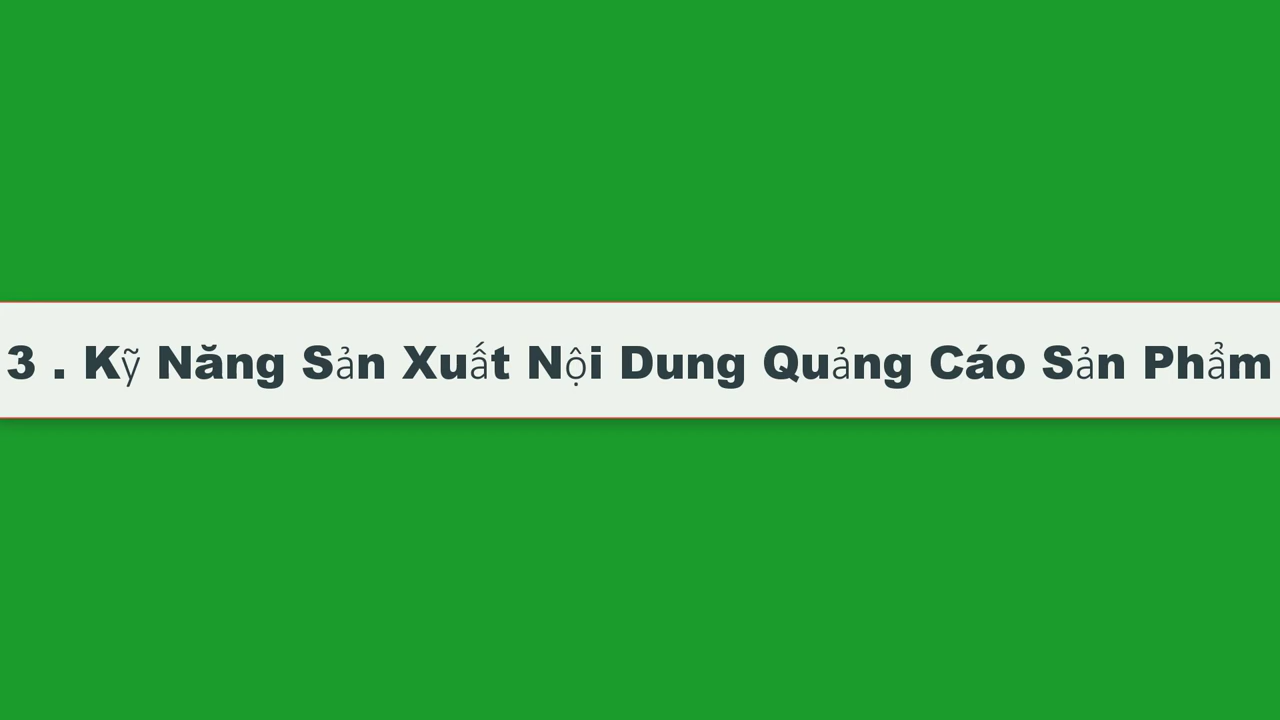 3 . Kỹ Năng Sản Xuất Nội Dung Quảng Cáo Sản Phẩm